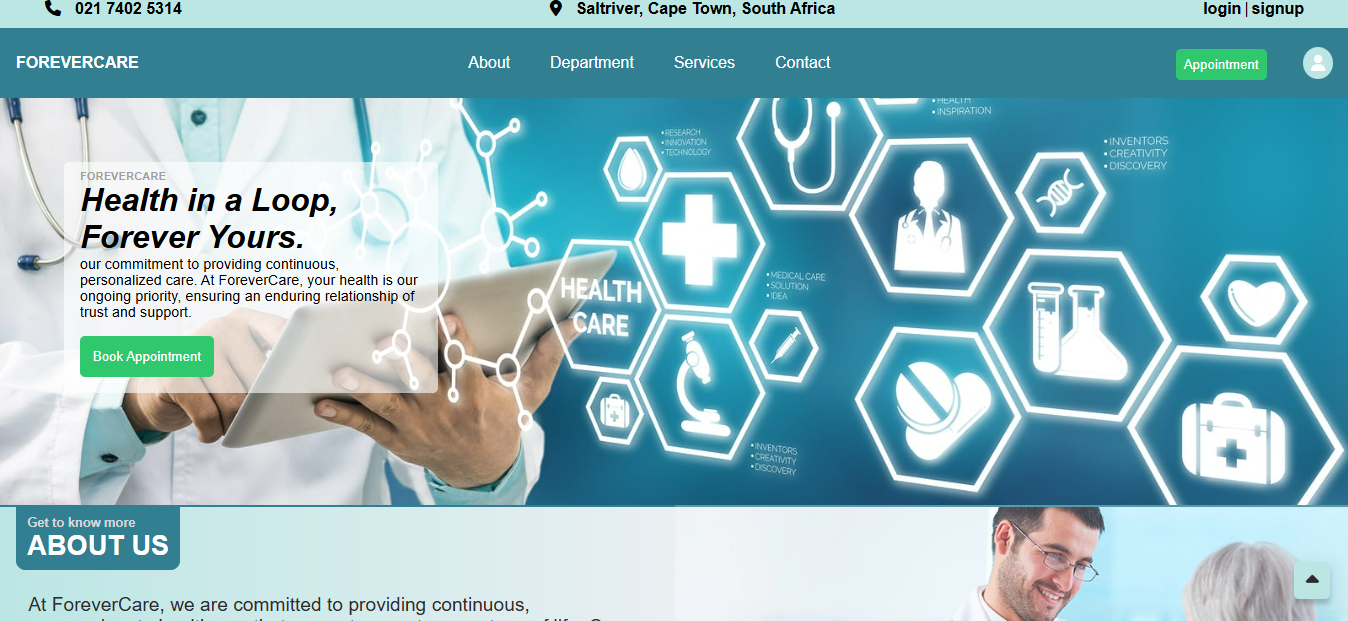 021 7402 5314
Saltriver, Cape Town, South Africa
login | signup
FOREVERCARE
About
Department
Services
Contact
Appointment
• HEALTH
• INSPIRATION
• RESEARCH
• INNOVATION
• TECHNOLOGY
• INVENTORS
• CREATIVITY
• DISCOVERY
FOREVERCARE
Health in a Loop,
Forever Yours.
our commitment to providing continuous,
personalized care. At ForeverCare, your health is our
ongoing priority, ensuring an enduring relationship of
trust and support.
Book Appointment
HEALTH
CARE
• MEDICAL CARE
• SOLUTION
• IDEA
• INVENTORS
• CREATIVITY
• DISCOVERY
Get to know more
ABOUT US
At ForeverCare, we are committed to providing continuous,